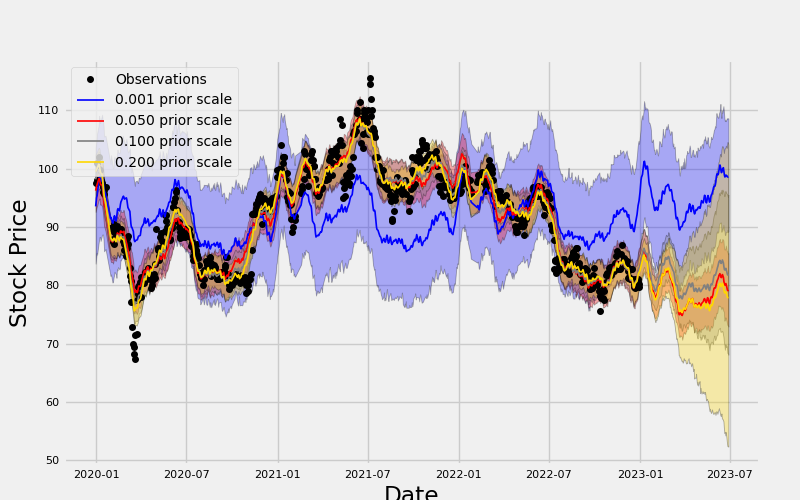 Observations
0.001 prior scale
0.050 prior scale
0.100 prior scale
0.200 prior scale
Stock Price
110
100
90
80
70
60
50
2020-01 2020-07 2021-01 2021-07 2022-01 2022-07 2023-01 2023-07
Date